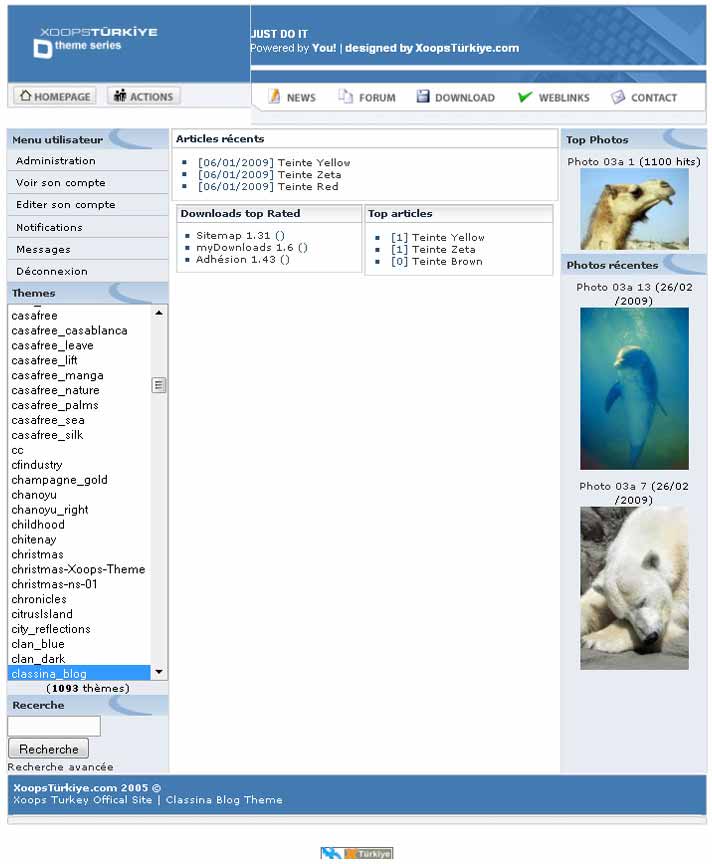 XOOPSTÜRKİYE
theme series
JUST DO IT
Powered by You! | designed by XoopsTürkiye.com
HOMEPAGE
ACTIONS
NEWS
FORUM
DOWNLOAD
WEBLINKS
CONTACT
Menu utilisateur
Administration
Voir son compte
Editer son compte
Notifications
Messages
Déconnexion
Themes
casafree
casafree_casablanca
casafree_leave
casafree_lift
casafree_manga
casafree_nature
casafree_palms
casafree_sea
casafree_silk
cc
cfindustry
champagne_gold
chanoyu
chanoyu_right
childhood
chitenay
christmas
christmas-Xoops-Theme
christmas-ns-01
chronicles
citrusIsland
city_reflections
clan_blue
clan_dark
classina_blog
(1093 thèmes)
Recerche
Recherche
Recherche avancée
Articles récents
[06/01/2009] Teinte Yellow
[06/01/2009] Teinte Zeta
[06/01/2009] Teinte Red
Downloads top Rated
Sitemap 1.31 ()
myDownloads 1.6 ()
Adhésion 1.43 ()
Top articles
[1] Teinte Yellow
[1] Teinte Zeta
[0] Teinte Brown
Top Photos
Photo 03a 1 (1100 hits)
Photos récentes
Photo 03a 13 (26/02
/2009)
Photo 03a 7 (26/02
/2009)
XoopsTürkiye.com 2005 ©
Xoops Turkey Offical Site | Classina Blog Theme
Türkiye